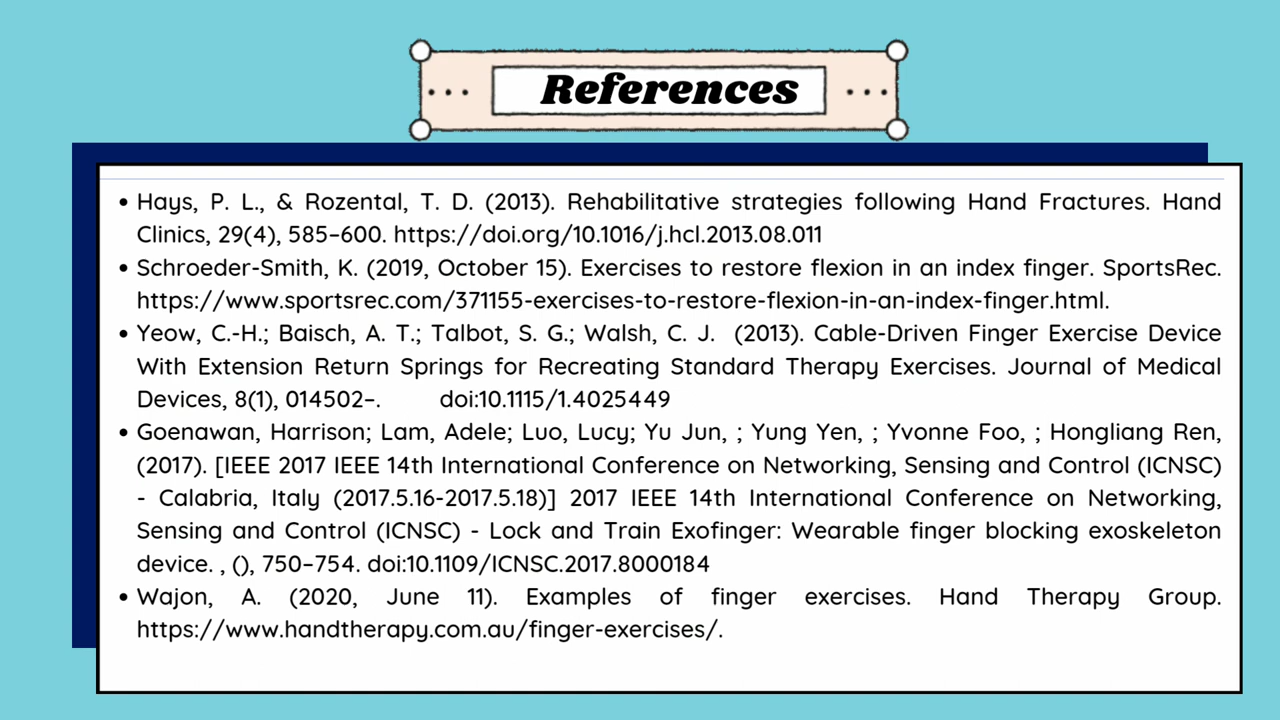 References
• Hays, P. L., & Rozental, T. D. (2013). Rehabilitative strategies following Hand Fractures. Hand
Clinics, 29(4), 585–600. https://doi.org/10.1016/j.hcl.2013.08.011
• Schroeder-Smith, K. (2019, October 15). Exercises to restore flexion in an index finger. SportsRec.
https://www.sportsrec.com/371155-exercises-to-restore-flexion-in-an-index-finger.html.
• Yeow, C.-H.; Baisch, A. T.; Talbot, S. G.; Walsh, C. J. (2013). Cable-Driven Finger Exercise Device
With Extension Return Springs for Recreating Standard Therapy Exercises. Journal of Medical
Devices, 8(1), 014502–. doi:10.1115/1.4025449
• Goenawan, Harrison; Lam, Adele; Luo, Lucy; Yu Jun, ; Yung Yen, ; Yvonne Foo, ; Hongliang Ren,
(2017). [IEEE 2017 IEEE 14th International Conference on Networking, Sensing and Control (ICNSC)
- Calabria, Italy (2017.5.16-2017.5.18)] 2017 IEEE 14th International Conference on Networking,
Sensing and Control (ICNSC) - Lock and Train Exofinger: Wearable finger blocking exoskeleton
device. , (), 750–754. doi:10.1109/ICNSC.2017.8000184
• Wajon, A. (2020, June 11). Examples of finger exercises. Hand Therapy Group.
https://www.handtherapy.com.au/finger-exercises/.